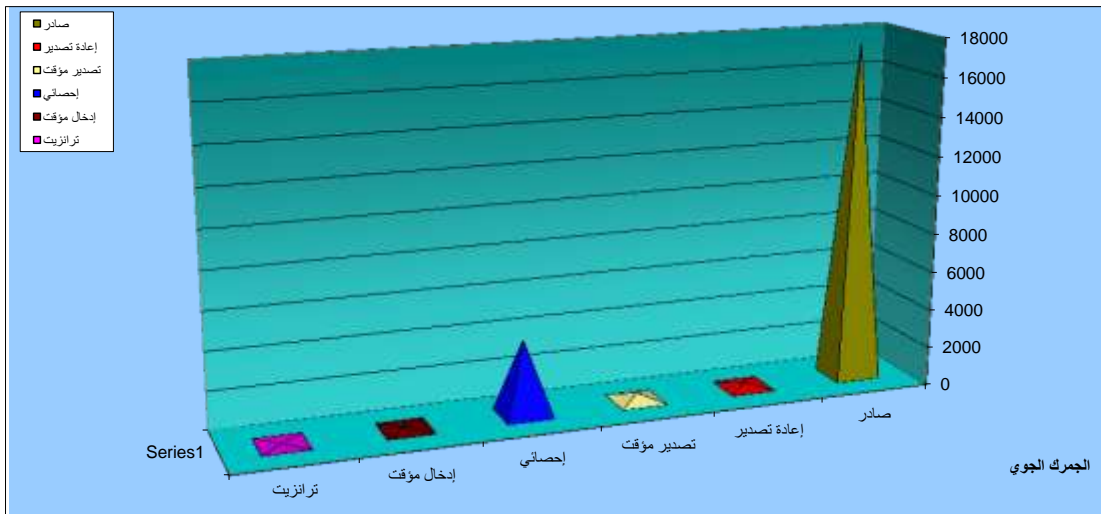 صادر
إعادة تصدير
تصدير مؤقت
إحصائي
إدخال مؤقت
ترانزيت
18000
16000
14000
12000
10000
8000
6000
4000
2000
0
صادر
إعادة تصدير
تصدير مؤقت
إحصائي
إدخال مؤقت
ترانزيت
Series1
الجمرك الجوي